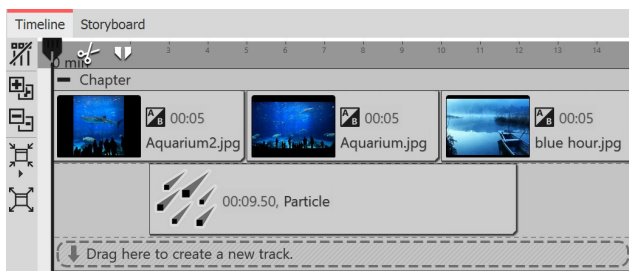 Timeline Storyboard
0 min 3 4 5 6 7 8 9 10 11 12 13 14
Chapter
A B 00:05 A B 00:05 A B 00:05
Aquarium2.jpg Aquarium.jpg blue hour.jpg
00:09.50, Particle
Drag here to create a new track.